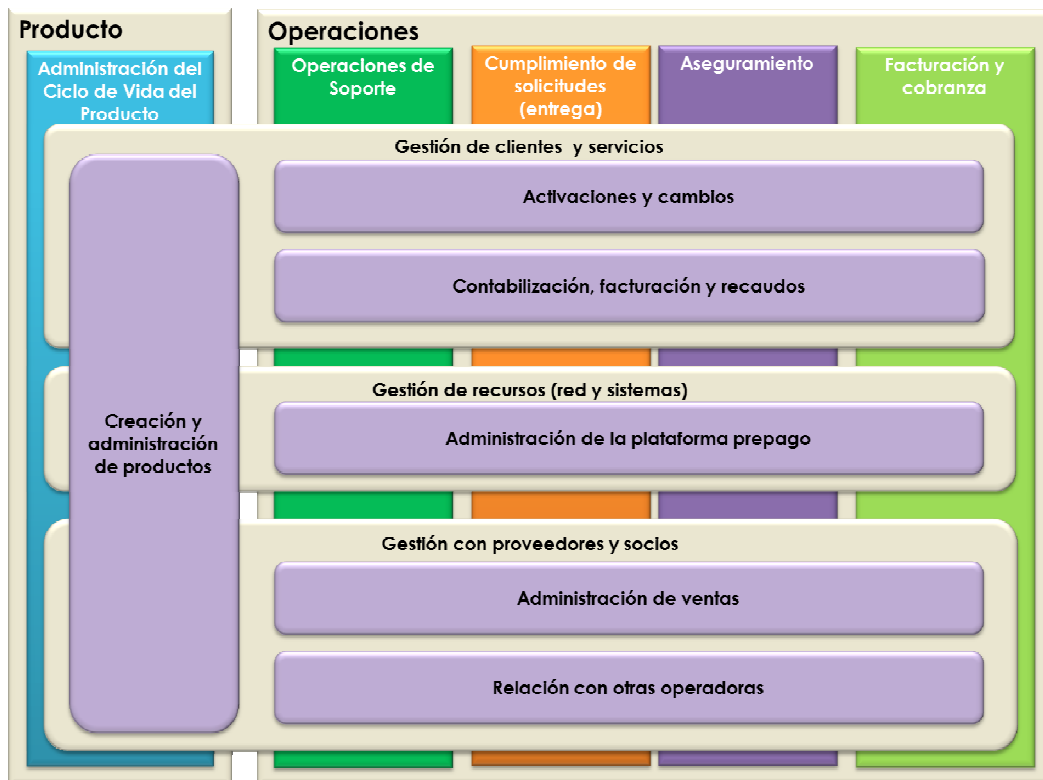 Producto
Operaciones
Administración del
Ciclo de Vida del
Producto
Operaciones de
Soporte
Cumplimiento de
solicitudes
(entrega)
Aseguramiento
Facturación y
cobranza
Gestión de clientes y servicios
Activaciones y cambios
Contabilización, facturación y recaudos
Creación y
administración
de productos
Gestión de recursos (red y sistemas)
Administración de la plataforma prepago
Gestión con proveedores y socios
Administración de ventas
Relación con otras operadoras